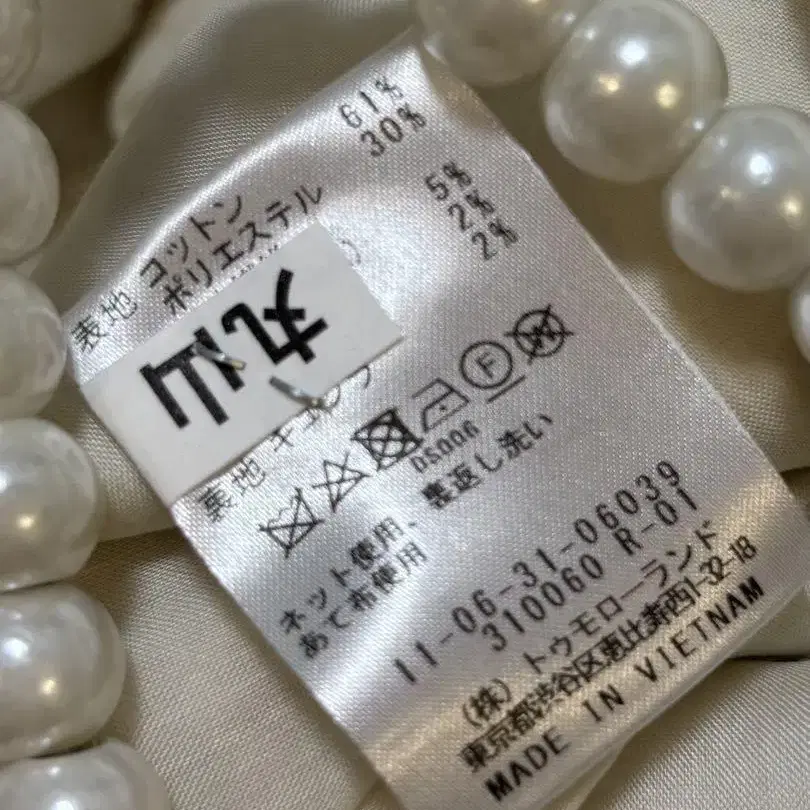 表地 コットン 61%
ポリエステル 30%
5%
2%
2%
丸山
裏地 キュプラ
F
W
DS006
ネット使用、裏返し洗い
あて布使用
11-06-31-06039
310060 R-01
(株) トゥモローランド
東京都渋谷区恵比寿西1-32-18
MADE IN VIETNAM